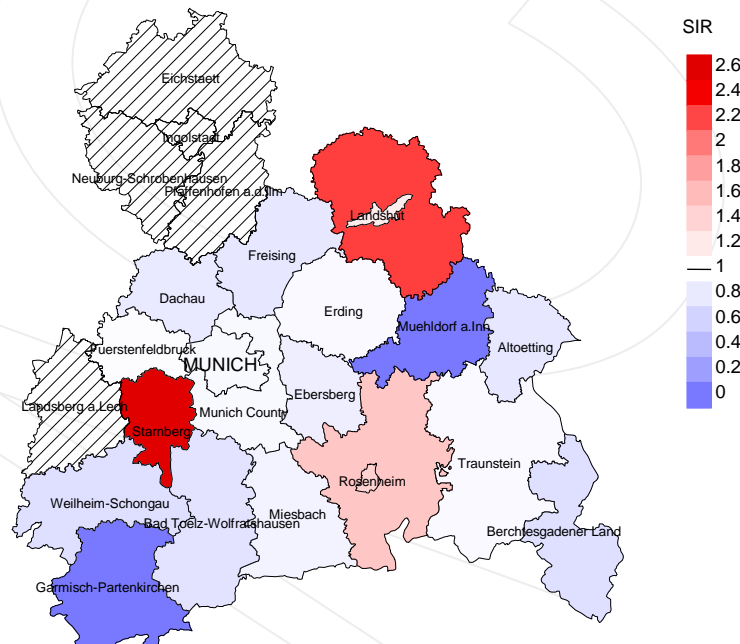 SIR
2.6
2.4
2.2
2
1.8
1.6
1.4
1.2
1
0.8
0.6
0.4
0.2
0
Eichstaett
Ingolstadt
Neuburg-Schrobenhausen
Pfaffenhofen a.d.Ilm
Landshut
Freising
Dachau
Erding
Muehldorf a.Inn
Altoetting
Fuerstenfeldbruck
MUNICH
Ebersberg
Landsberg a.Lech
Munich County
Starnberg
Traunstein
Rosenheim
Weilheim-Schongau
Miesbach
Bad Toelz-Wolfratshausen
Berchtesgadener Land
Garmisch-Partenkirchen